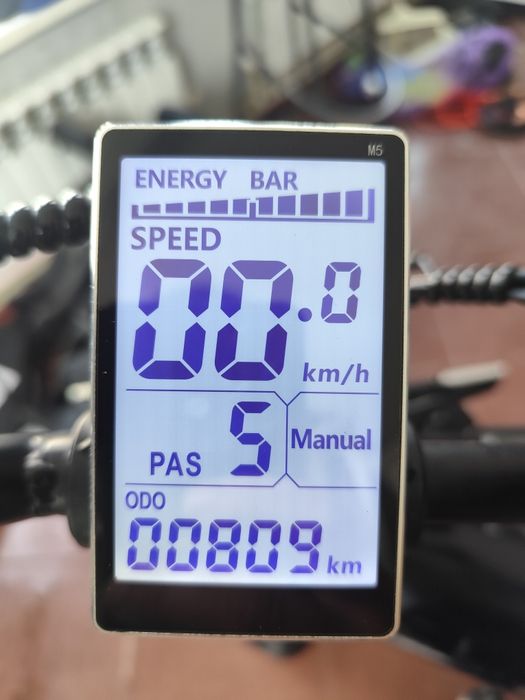 M5
ENERGY BAR
SPEED
00.0 km/h
PAS 5 Manual
ODO
00809 km